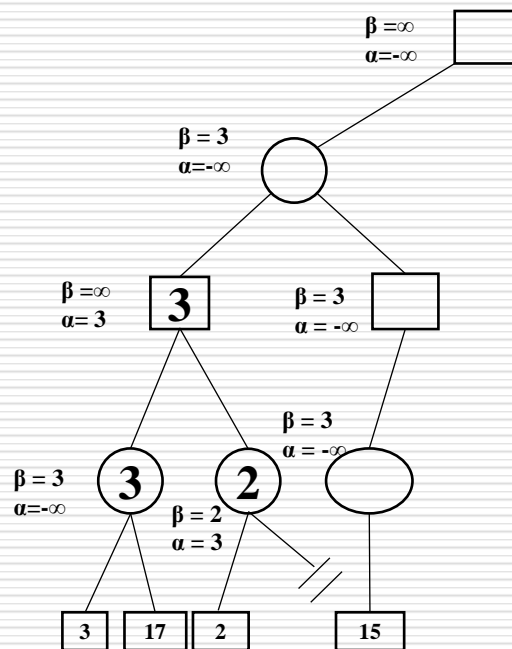 β =∞
α=-∞
β = 3
α=-∞
β =∞
α= 3
3
β = 3
α = -∞
β = 3
α = -∞
β = 3
α=-∞
3
2
β = 2
α = 3
3
17
2
15